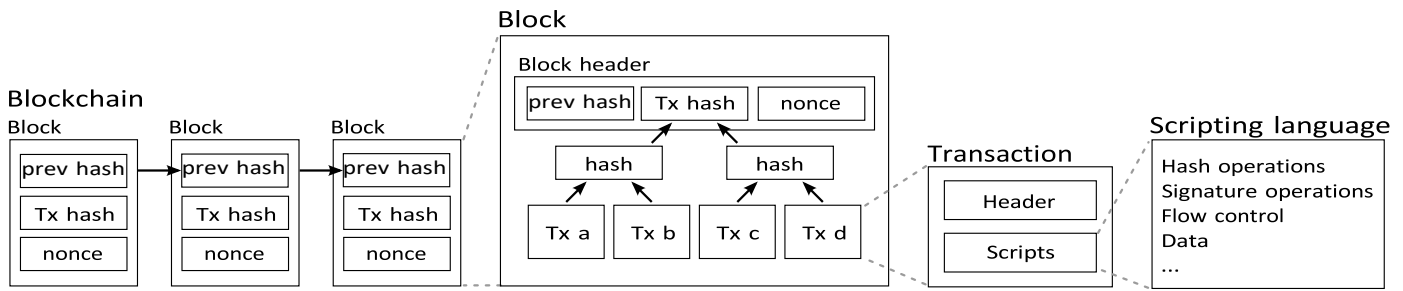 Blockchain
Block
prev hash
Tx hash
nonce
Block
prev hash
Tx hash
nonce
Block
prev hash
Tx hash
nonce
Block
Block header
prev hash
Tx hash
nonce
hash
hash
Tx a
Tx b
Tx c
Tx d
Transaction
Header
Scripts
Scripting language
Hash operations
Signature operations
Flow control
Data
...